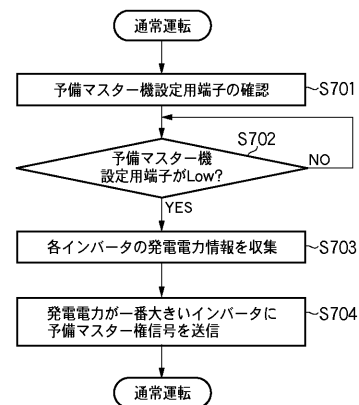 通常運転
予備マスター機設定用端子の確認
S701
S702
予備マスター機
設定用端子がLow?
NO
YES
各インバータの発電電力情報を収集
S703
発電電力が一番大きいインバータに
予備マスター権信号を送信
S704
通常運転